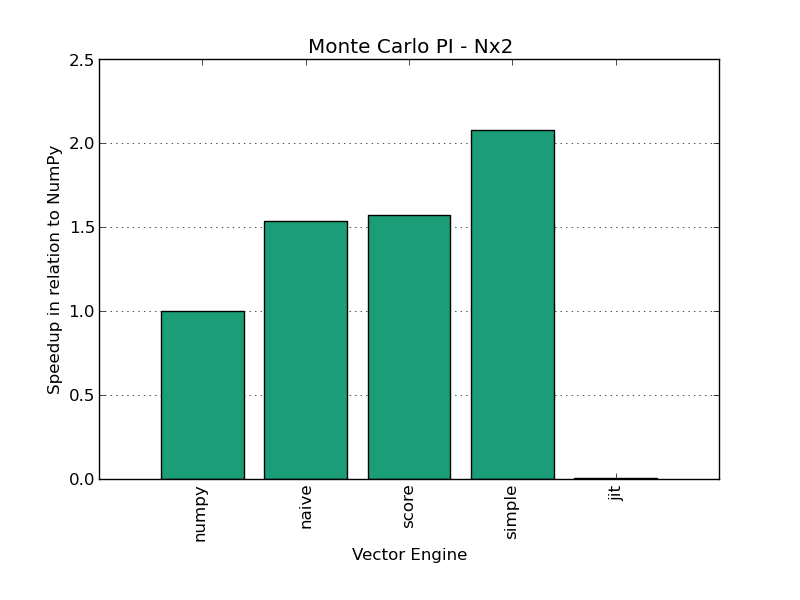 Monte Carlo PI - Nx2
Speedup in relation to NumPy
2.5
2.0
1.5
1.0
0.5
0.0
numpy
naive
score
simple
jit
Vector Engine